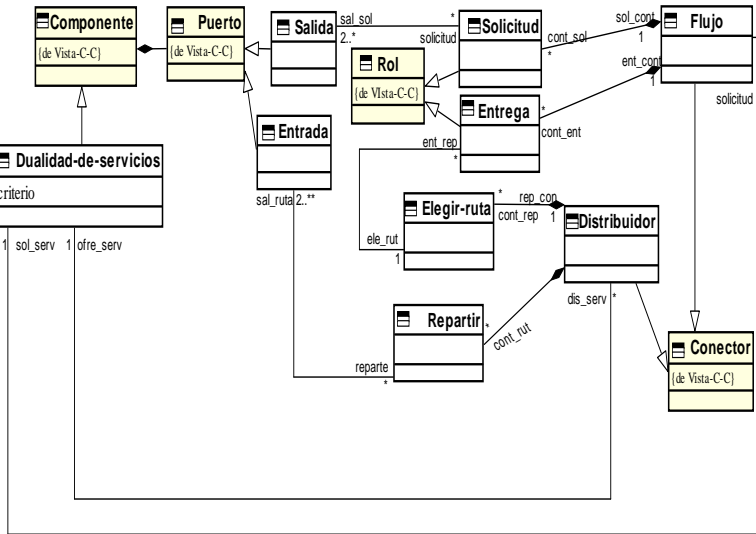 Componente
{de Vista-C-C}
Puerto
{de Vista-C-C}
Salida
sal_sol
2..*
*
solicitud
Solicitud
cont_sol
*
sol_cont
1
Flujo
ent_cont
1
solicitud
Rol
{de VIsta-C-C}
Entrega
*
cont_ent
ent_rep
*
Entrada
sal_ruta 2..**
Dualidad-de-servicios
criterio
1 sol_serv 1 ofre_serv
Elegir-ruta
*
cont_rep
rep_con
1
ele_rut
1
Distribuidor
dis_serv *
Repartir
*
cont_rut
reparte
*
Conector
{de Vista-C-C}